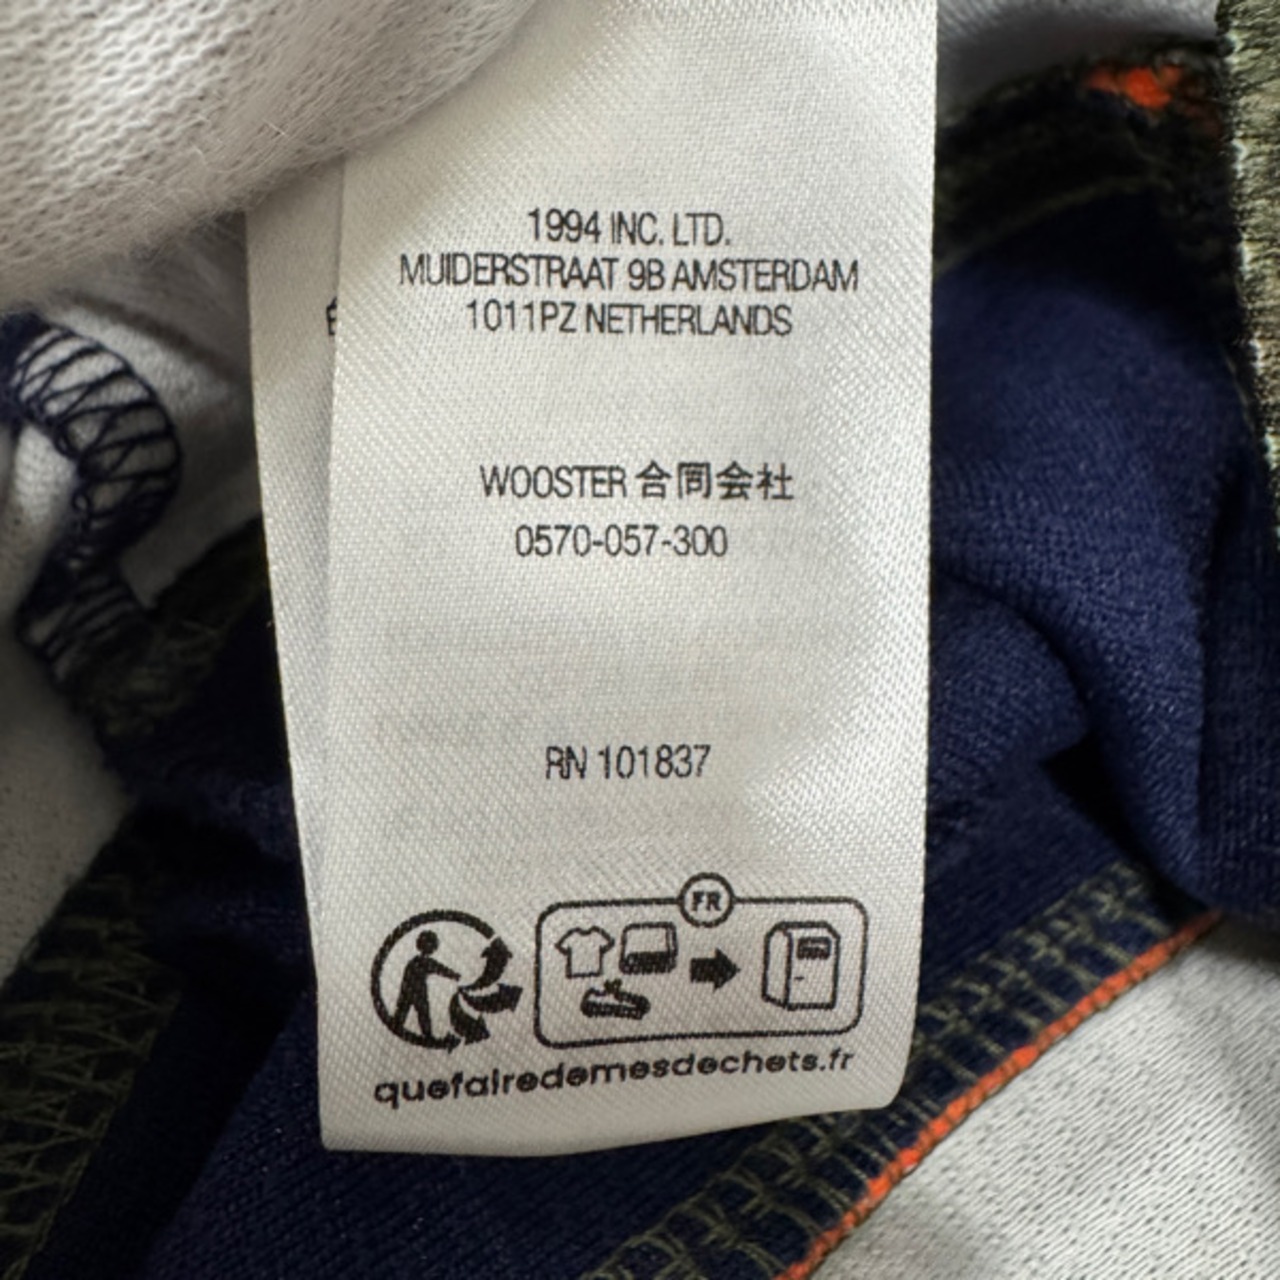 1994 INC. LTD.
MUIDERSTRAAT 9B AMSTERDAM
1011PZ NETHERLANDS
WOOSTER 合同会社
0570-057-300
RN 101837
FR
quefairedemesdechets.fr